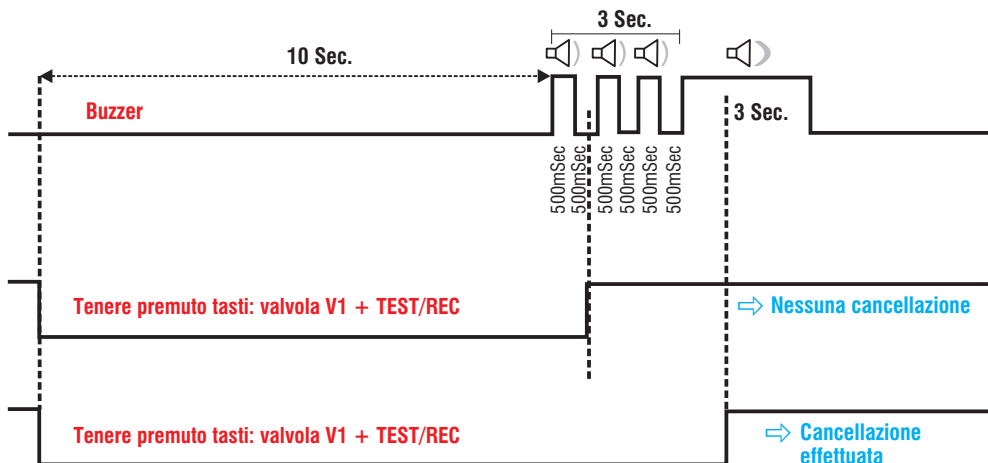 3 Sec.
10 Sec.
Buzzer
3 Sec.
500mSec
500mSec
500mSec
500mSec
500mSec
500mSec
Tenere premuto tasti: valvola V1 + TEST/REC
⇨ Nessuna cancellazione
Tenere premuto tasti: valvola V1 + TEST/REC
⇨ Cancellazione
effettuata